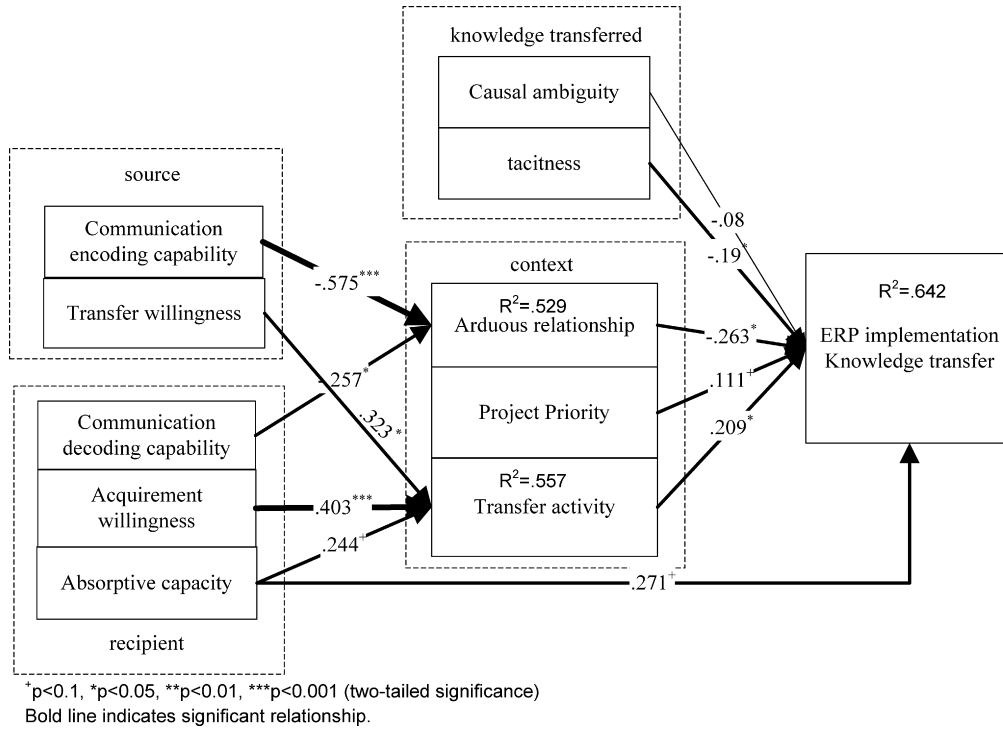 knowledge transferred
Causal ambiguity
tacitness
source
Communication
encoding capability
Transfer willingness
-.575***
-.257*
.323*
recipient
Communication
decoding capability
Acquirement
willingness
Absorptive capacity
.403***
.244+
context
R²=.529
Arduous relationship
Project Priority
R²=.557
Transfer activity
-.08
-.19*
-.263*
.111+
.209*
.271+
R²=.642
ERP implementation
Knowledge transfer
+p<0.1, *p<0.05, **p<0.01, ***p<0.001 (two-tailed significance)
Bold line indicates significant relationship.